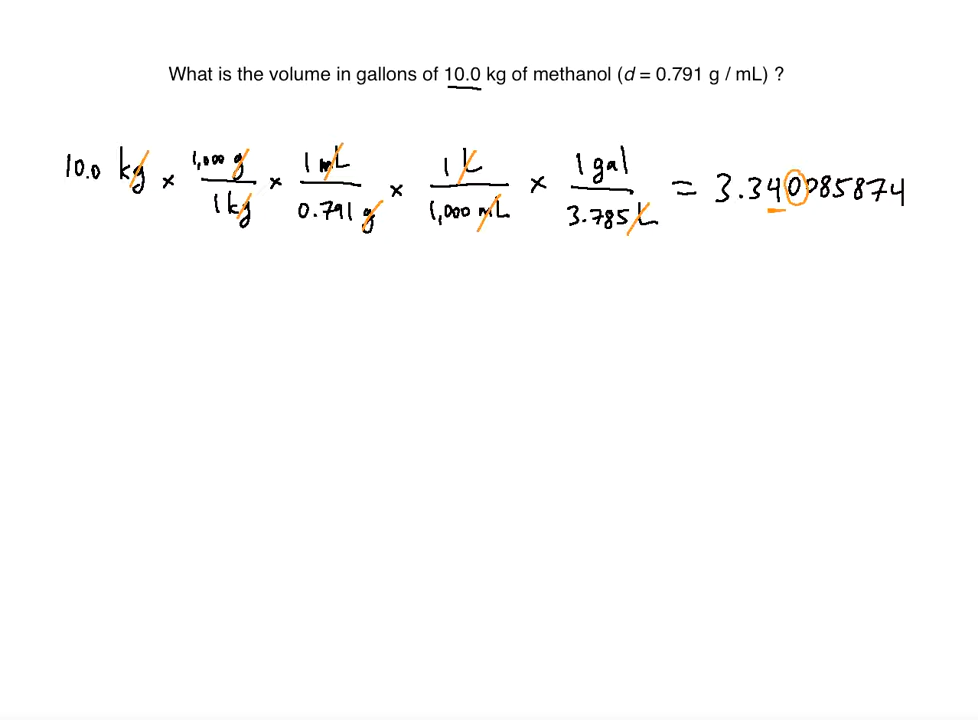 What is the volume in gallons of 10.0 kg of methanol (d = 0.791 g / mL) ?
10.0 kg × 1,000 g / 1 kg × 1 mL / 0.791 g × 1 L / 1,000 mL × 1 gal / 3.785 L = 3.340085874